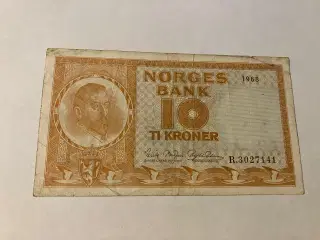 NORGES
1968
BANK
10
TI KRONER
R.3027141